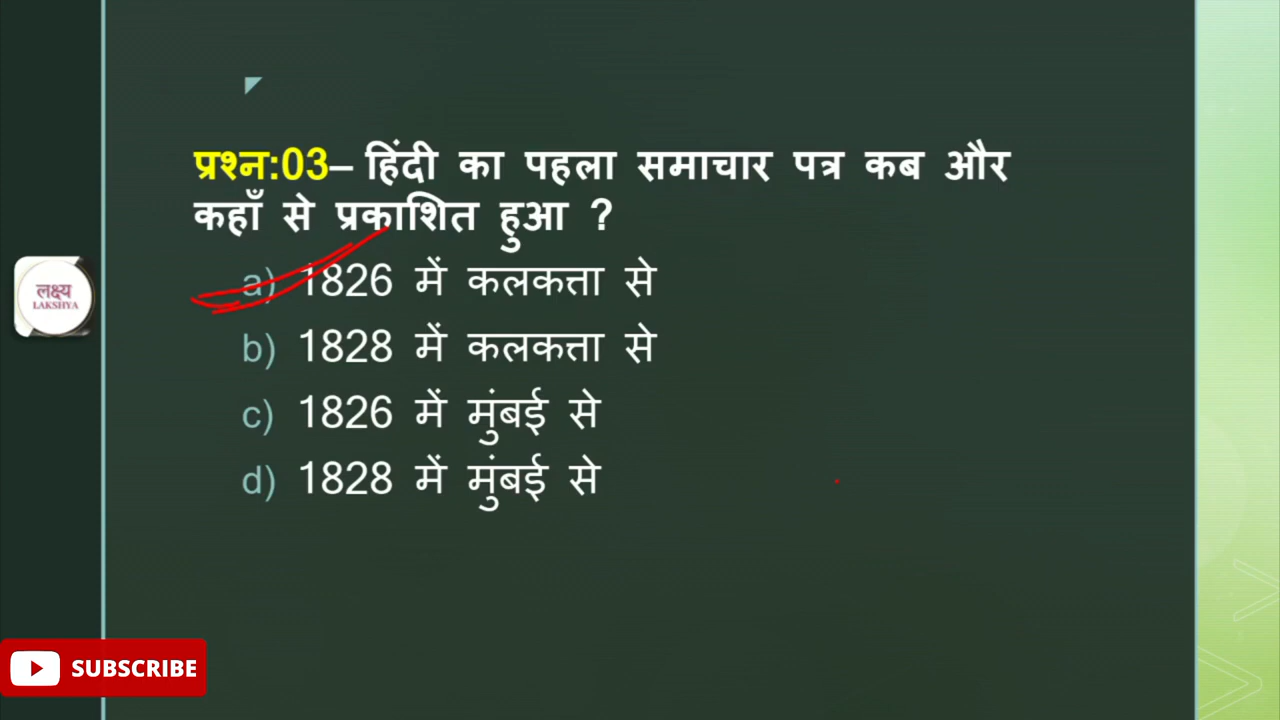 प्रश्न:03– हिंदी का पहला समाचार पत्र कब और
कहाँ से प्रकाशित हुआ ?
a) 1826 में कलकत्ता से
b) 1828 में कलकत्ता से
c) 1826 में मुंबई से
d) 1828 में मुंबई से
लक्ष्य
LAKSHYA
SUBSCRIBE